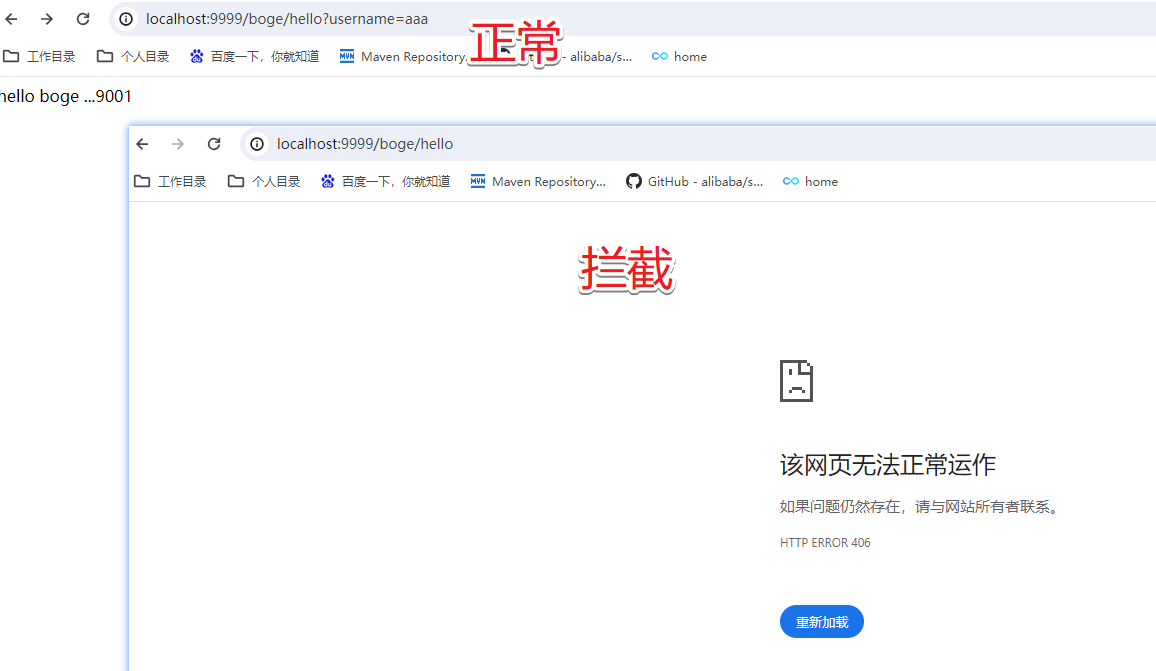 localhost:9999/boge/hello?username=aaa
正常
工作目录 个人目录 百度一下，你就知道 MVN Maven Repository... - alibaba/s... home
hello boge ...9001
localhost:9999/boge/hello
工作目录 个人目录 百度一下，你就知道 MVN Maven Repository... GitHub - alibaba/s... home
拦截
该网页无法正常运作
如果问题仍然存在，请与网站所有者联系。
HTTP ERROR 406
重新加载